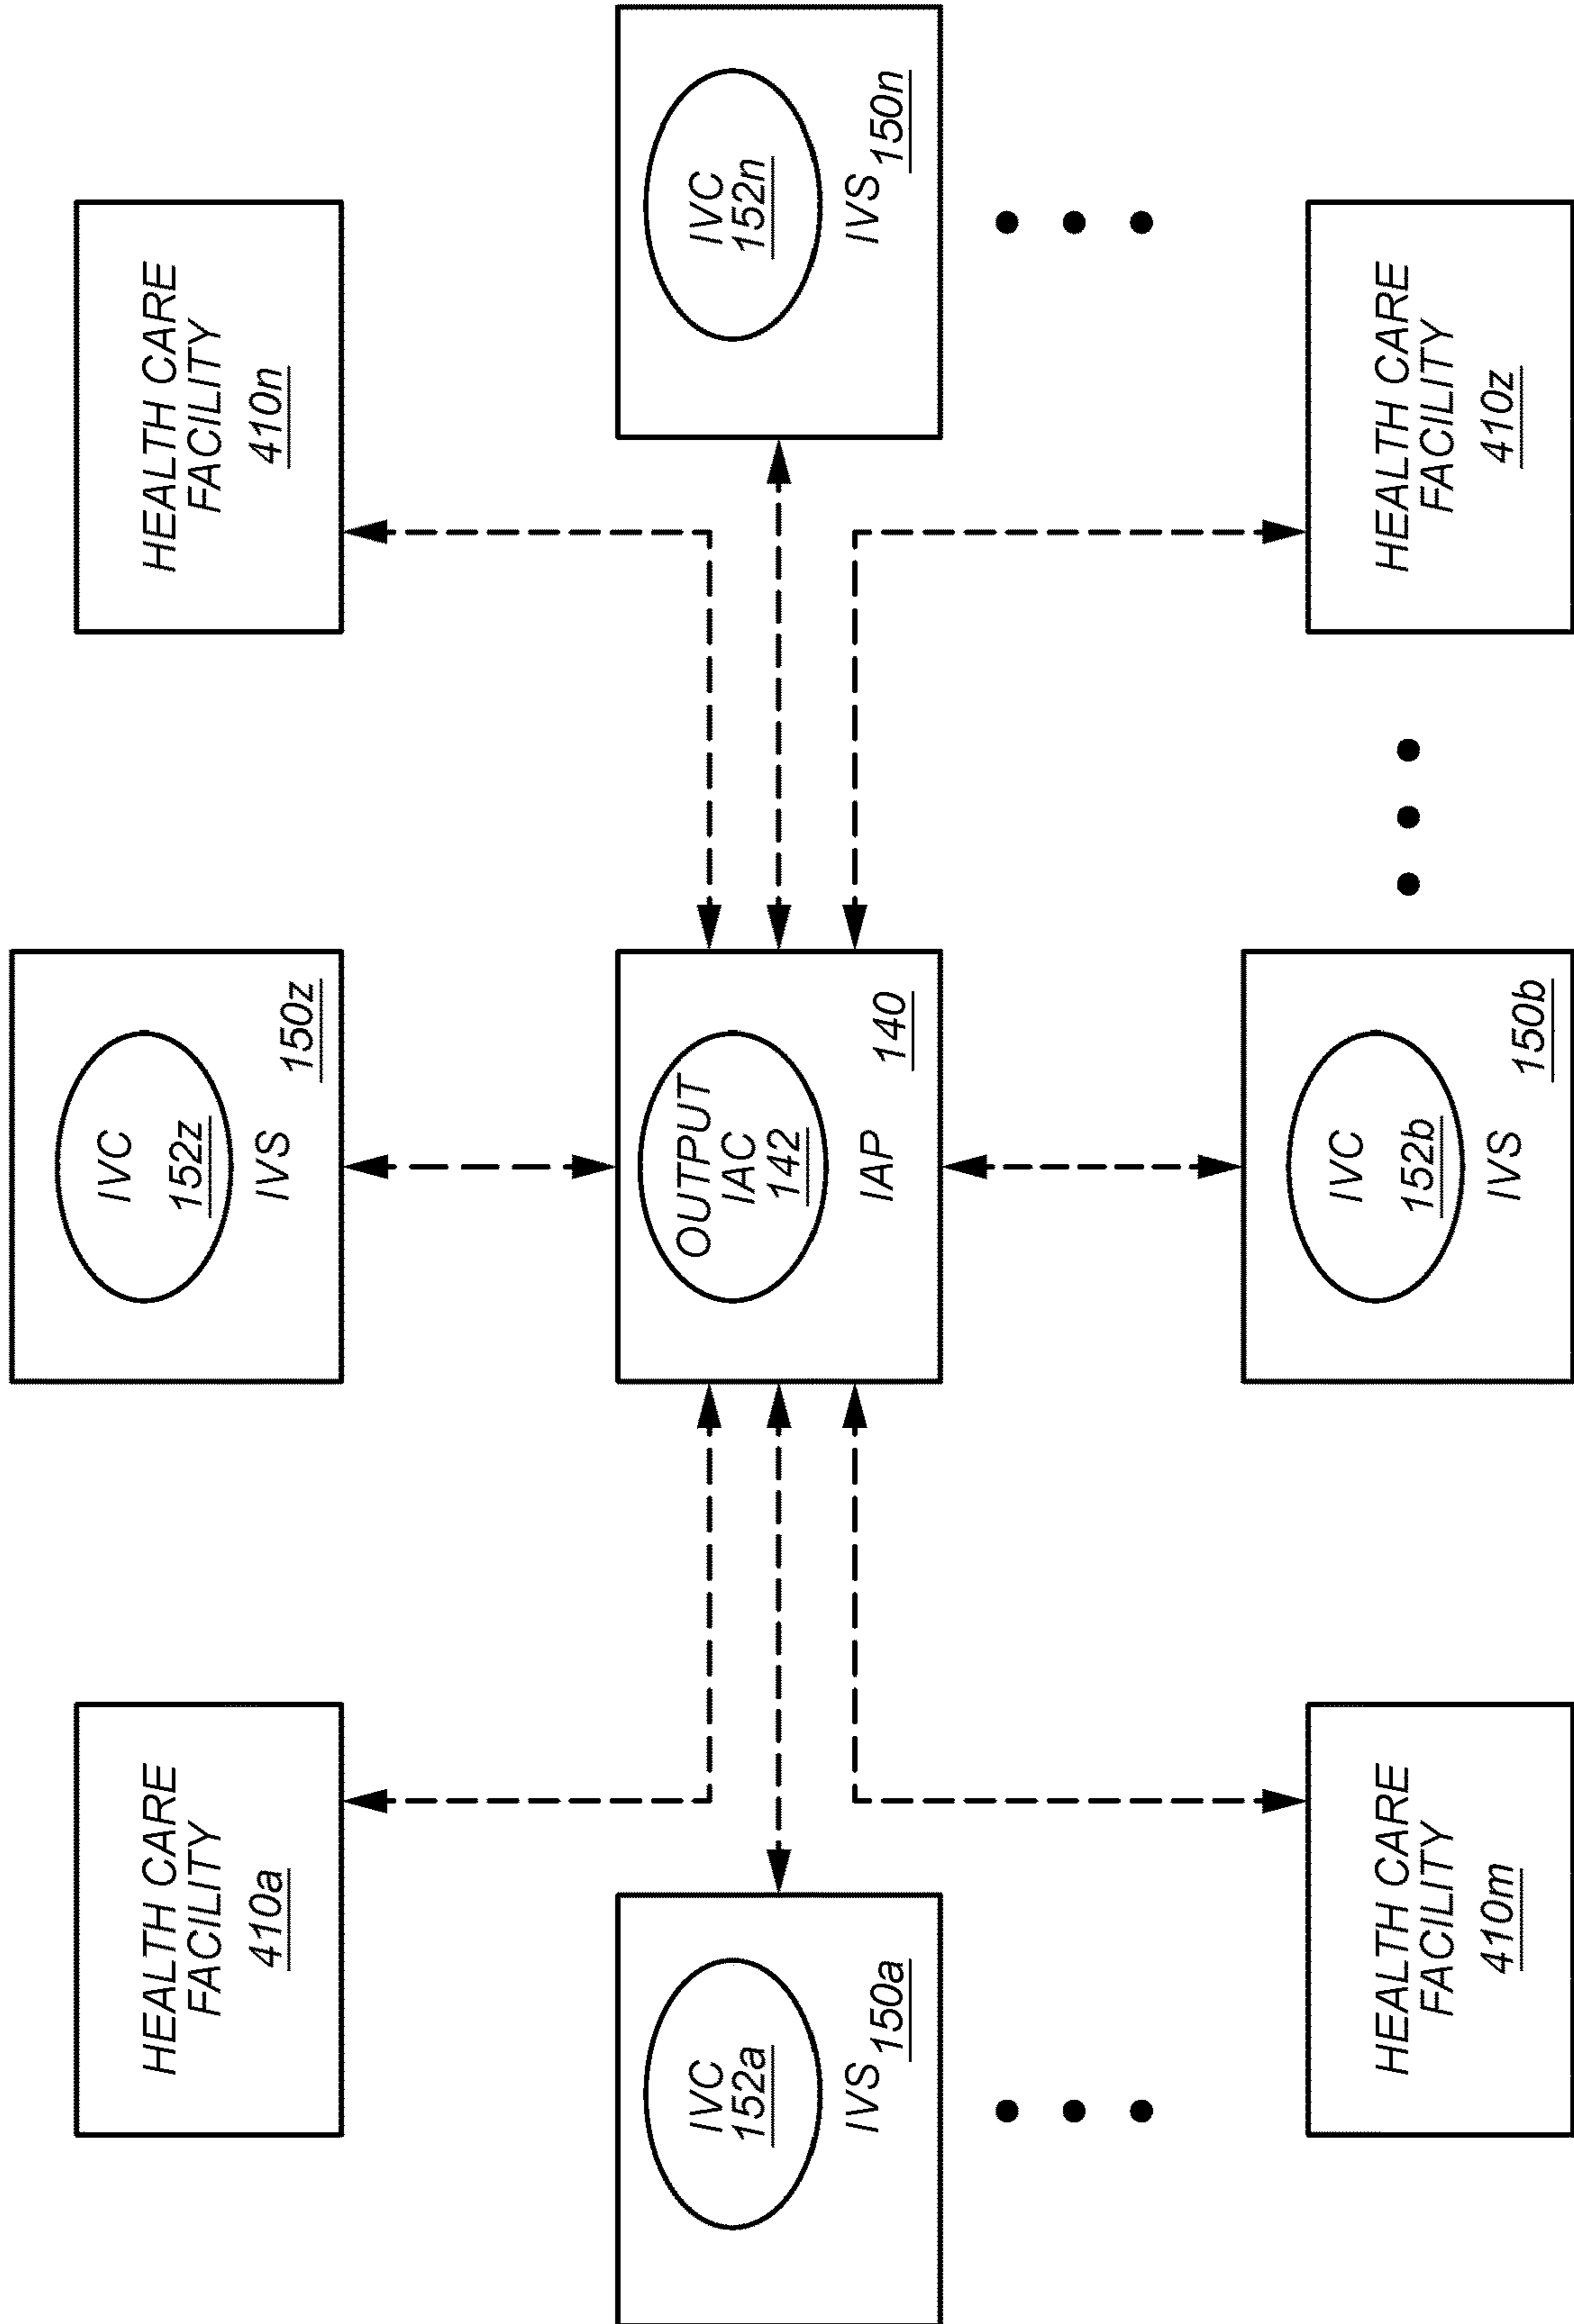 HEALTH CARE
FACILITY
410a
IVC
152z
IVS
150z
HEALTH CARE
FACILITY
410n
IVC
152a
IVS
150a
OUTPUT
IAC
142
IAP
140
IVC
152n
IVS
150n
HEALTH CARE
FACILITY
410m
IVC
152b
IVS
150b
HEALTH CARE
FACILITY
410z